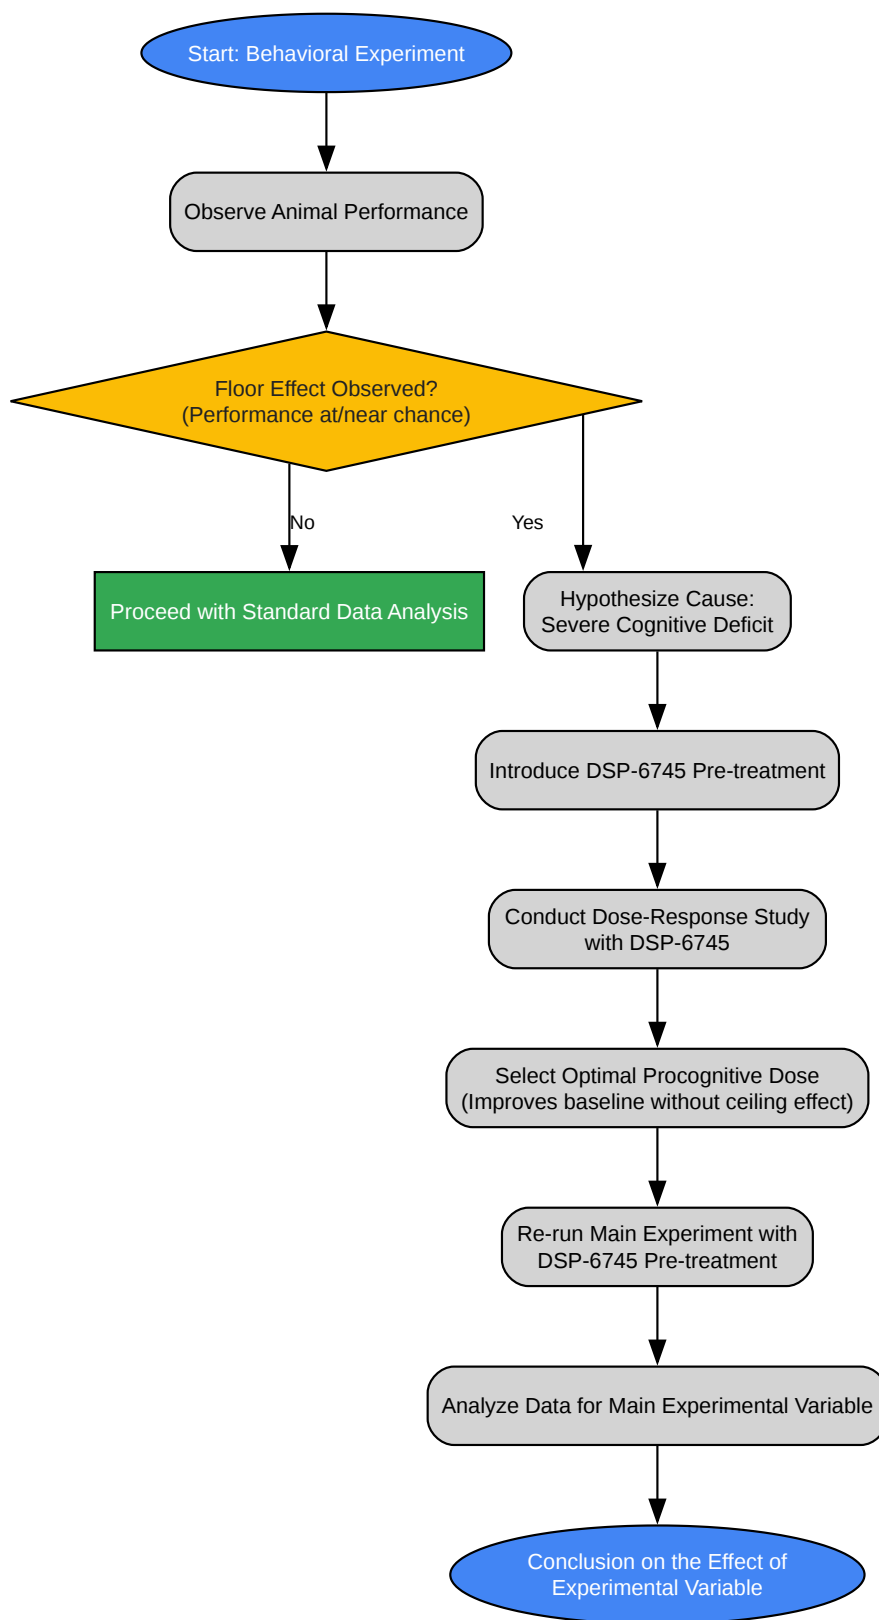 Start: Behavioral Experiment
Observe Animal Performance
Floor Effect Observed?
(Performance at/near chance)
No
Yes
Proceed with Standard Data Analysis
Hypothesize Cause:
Severe Cognitive Deficit
Introduce DSP-6745 Pre-treatment
Conduct Dose-Response Study
with DSP-6745
Select Optimal Procognitive Dose
(Improves baseline without ceiling effect)
Re-run Main Experiment with
DSP-6745 Pre-treatment
Analyze Data for Main Experimental Variable
Conclusion on the Effect of
Experimental Variable